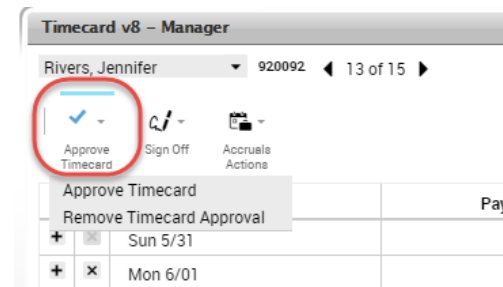 Timecard v8 – Manager
Rivers, Jennifer 920092 13 of 15
Approve Timecard Sign Off Accruals Actions
Approve Timecard
Remove Timecard Approval
Pay
+ × Sun 5/31
+ × Mon 6/01